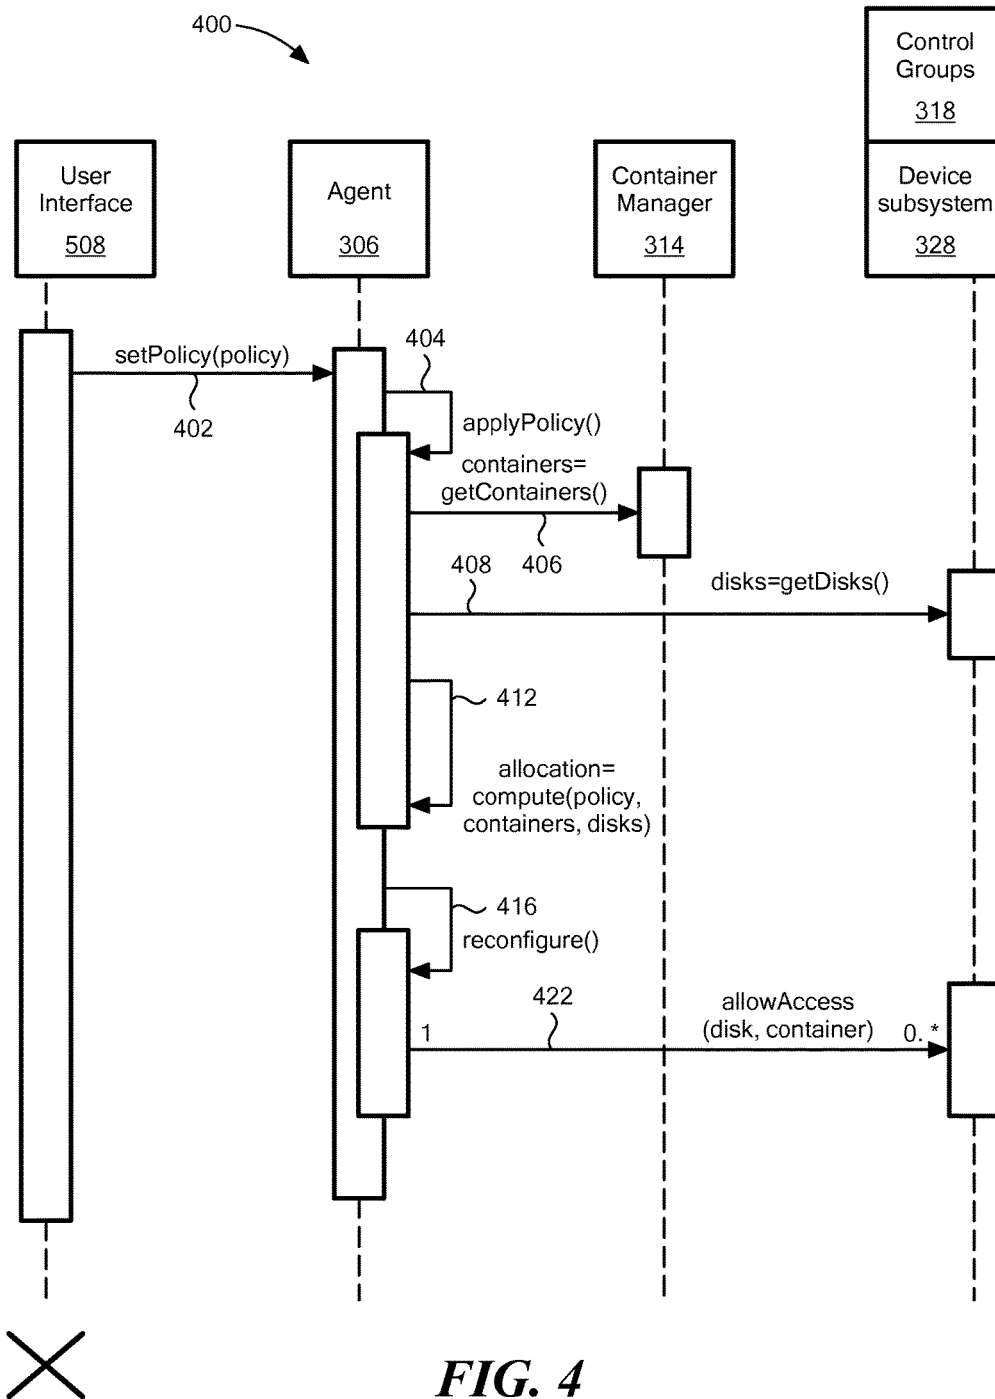 400
Control
Groups
318
User
Interface
508
Agent
306
Container
Manager
314
Device
subsystem
328
setPolicy(policy)
402
404
applyPolicy()
containers=
getContainers()
406
408
disks=getDisks()
412
allocation=
compute(policy,
containers, disks)
416
reconfigure()
422
allowAccess
(disk, container)
1
0. *
FIG. 4